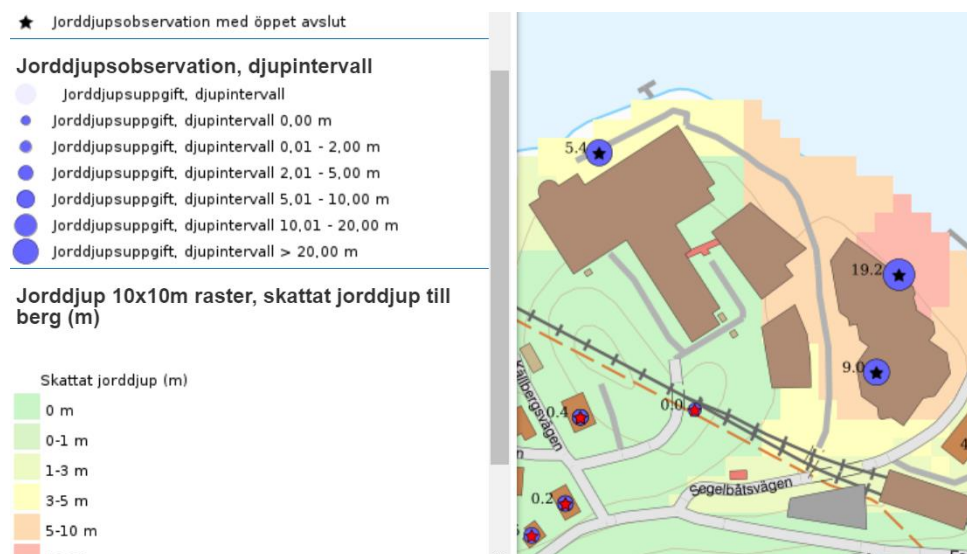 Jorddjupsobservation med öppet avslut
Jorddjupsobservation, djupintervall
Jorddjupsuppgift, djupintervall
Jorddjupsuppgift, djupintervall 0,00 m
Jorddjupsuppgift, djupintervall 0,01 - 2,00 m
Jorddjupsuppgift, djupintervall 2,01 - 5,00 m
Jorddjupsuppgift, djupintervall 5,01 - 10,00 m
Jorddjupsuppgift, djupintervall 10,01 - 20,00 m
Jorddjupsuppgift, djupintervall > 20,00 m
Jorddjup 10x10m raster, skattat jorddjup till
berg (m)
Skattat jorddjup (m)
0 m
0-1 m
1-3 m
3-5 m
5-10 m
5.4
19.2
9.0
0.0
0.4
Källbergsvägen
0.2
Segelbåtsvägen